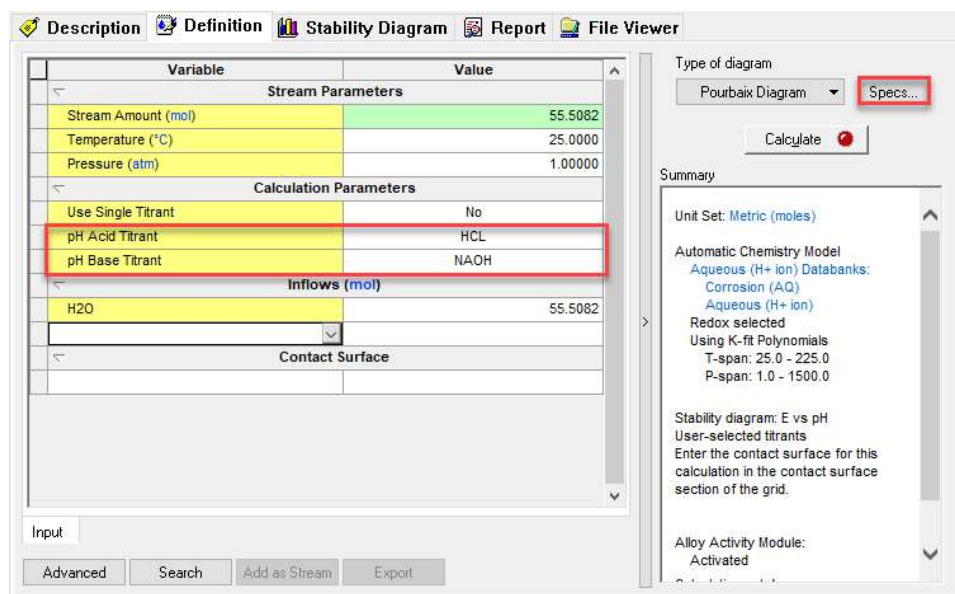 Description Definition Stability Diagram Report File Viewer
Variable Value
Stream Parameters
Stream Amount (mol) 55.5082
Temperature (°C) 25.0000
Pressure (atm) 1.00000
Calculation Parameters
Use Single Titrant No
pH Acid Titrant HCL
pH Base Titrant NAOH
Inflows (mol)
H2O 55.5082
Contact Surface
Input
Advanced Search Add as Stream Export
Type of diagram
Pourbaix Diagram Specs...
Calculate
Summary
Unit Set: Metric (moles)
Automatic Chemistry Model
Aqueous (H+ ion) Databanks:
Corrosion (AQ)
Aqueous (H+ ion)
Redox selected
Using K-fit Polynomials
T-span: 25.0 - 225.0
P-span: 1.0 - 1500.0
Stability diagram: E vs pH
User-selected titrants
Enter the contact surface for this
calculation in the contact surface
section of the grid.
Alloy Activity Module:
Activated